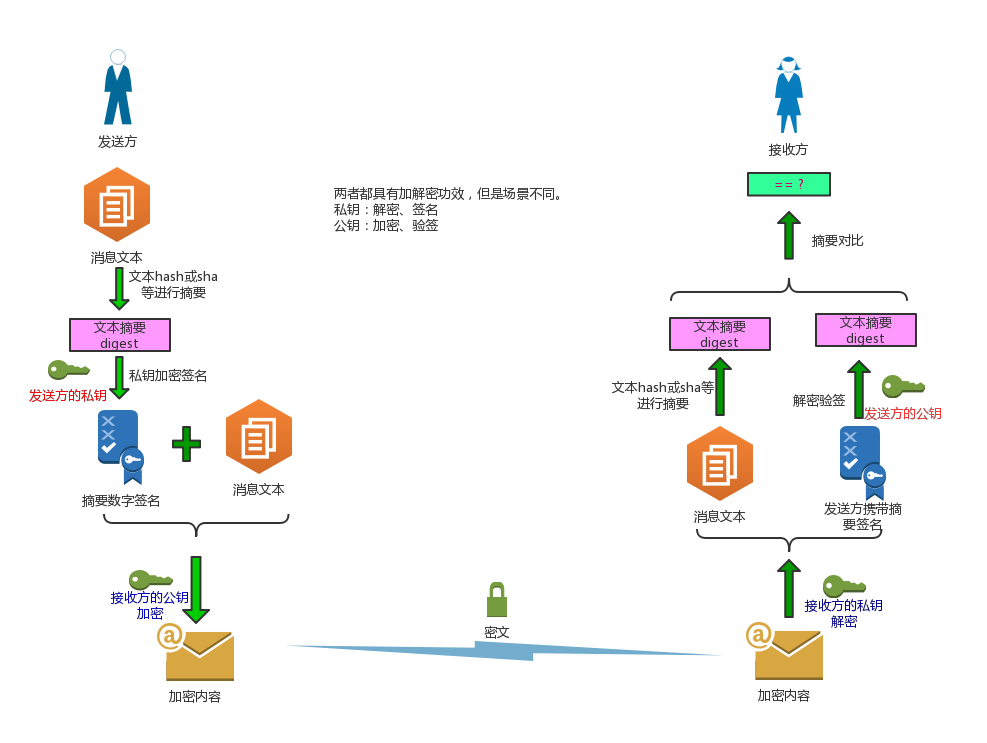 发送方
消息文本
文本hash或sha
等进行摘要
文本摘要
digest
私钥加密签名
发送方的私钥
摘要数字签名
消息文本
接收方的公钥
加密
@
加密内容
两者都具有加解密功效，但是场景不同。
私钥：解密、签名
公钥：加密、验签
密文
接收方
== ?
摘要对比
文本摘要
digest
文本摘要
digest
文本hash或sha等
进行摘要
解密验签
发送方的公钥
消息文本
发送方携带摘
要签名
接收方的私钥
解密
@
加密内容